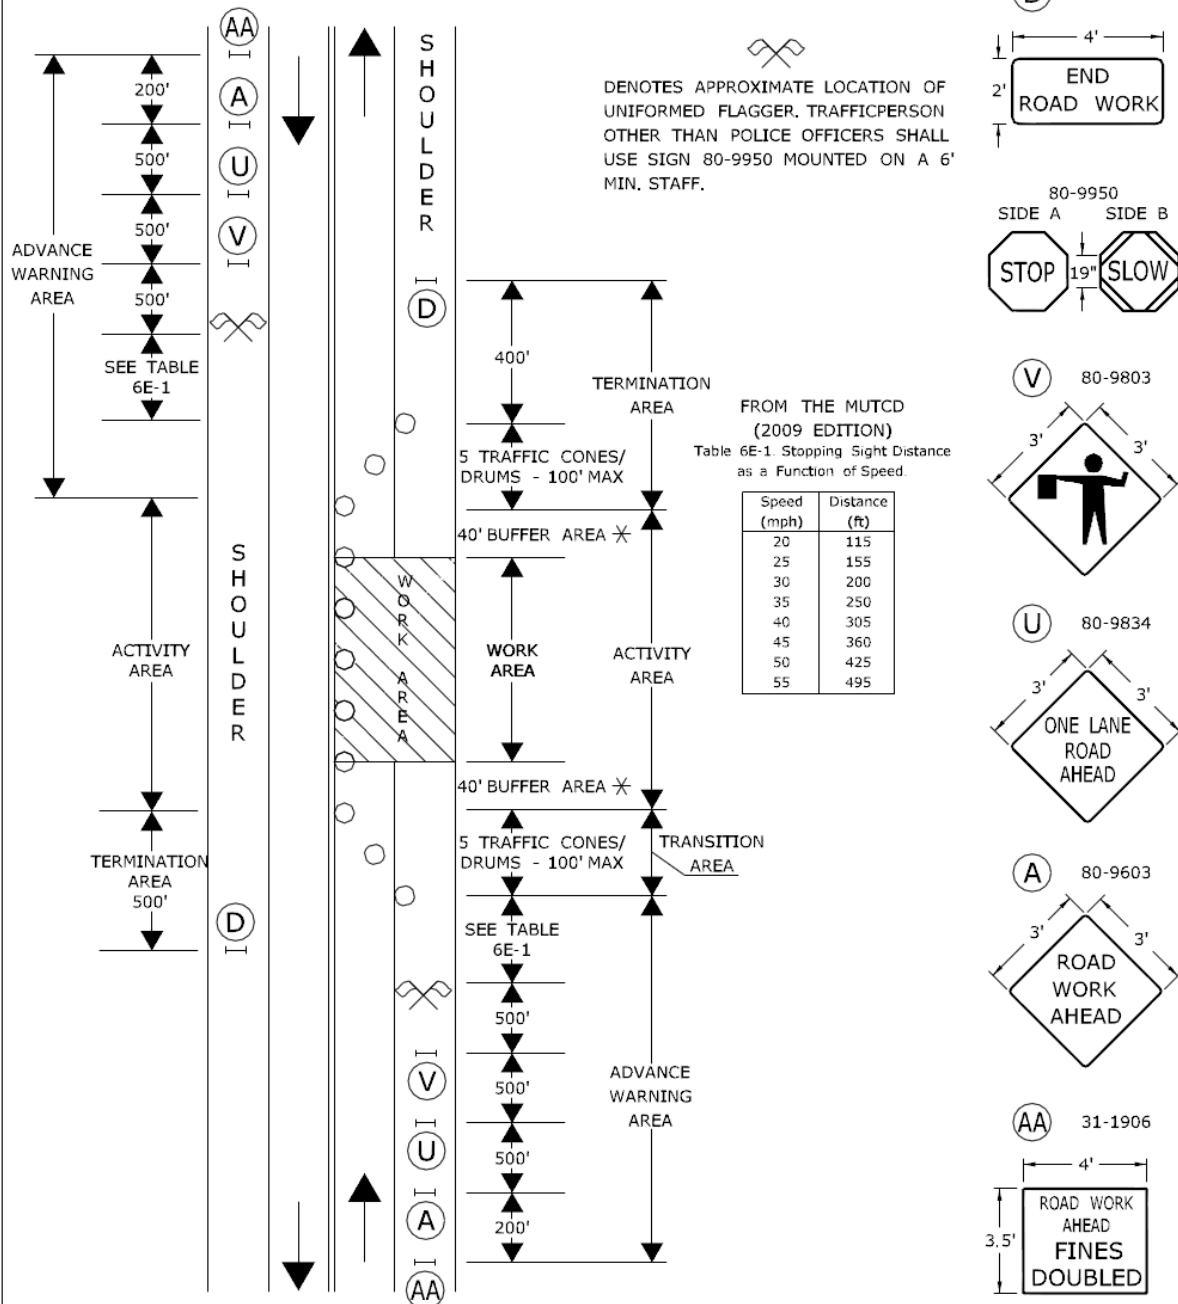 AA
200'
A
500'
U
500'
V
500'
ADVANCE
WARNING
AREA
SEE TABLE
6E-1
ACTIVITY
AREA
TERMINATION
AREA
500'
D
SHOULDER
SHOULDER
D
400'
TERMINATION
AREA
5 TRAFFIC CONES/
DRUMS - 100' MAX
40' BUFFER AREA *
WORK AREA
WORK
AREA
ACTIVITY
AREA
40' BUFFER AREA *
5 TRAFFIC CONES/
DRUMS - 100' MAX
TRANSITION
AREA
SEE TABLE
6E-1
500'
V
500'
U
500'
A
200'
AA
ADVANCE
WARNING
AREA
DENOTES APPROXIMATE LOCATION OF
UNIFORMED FLAGGER. TRAFFICPERSON
OTHER THAN POLICE OFFICERS SHALL
USE SIGN 80-9950 MOUNTED ON A 6'
MIN. STAFF.
FROM THE MUTCD
(2009 EDITION)
Table 6E-1. Stopping Sight Distance
as a Function of Speed.
Speed Distance
(mph) (ft)
20 115
25 155
30 200
35 250
40 305
45 360
50 425
55 495
4'
2'
END
ROAD WORK
80-9950
SIDE A SIDE B
STOP 19" SLOW
V 80-9803
3' 3'
U 80-9834
3' 3'
ONE LANE
ROAD
AHEAD
A 80-9603
3' 3'
ROAD
WORK
AHEAD
AA 31-1906
4'
3.5'
ROAD WORK
AHEAD
FINES
DOUBLED